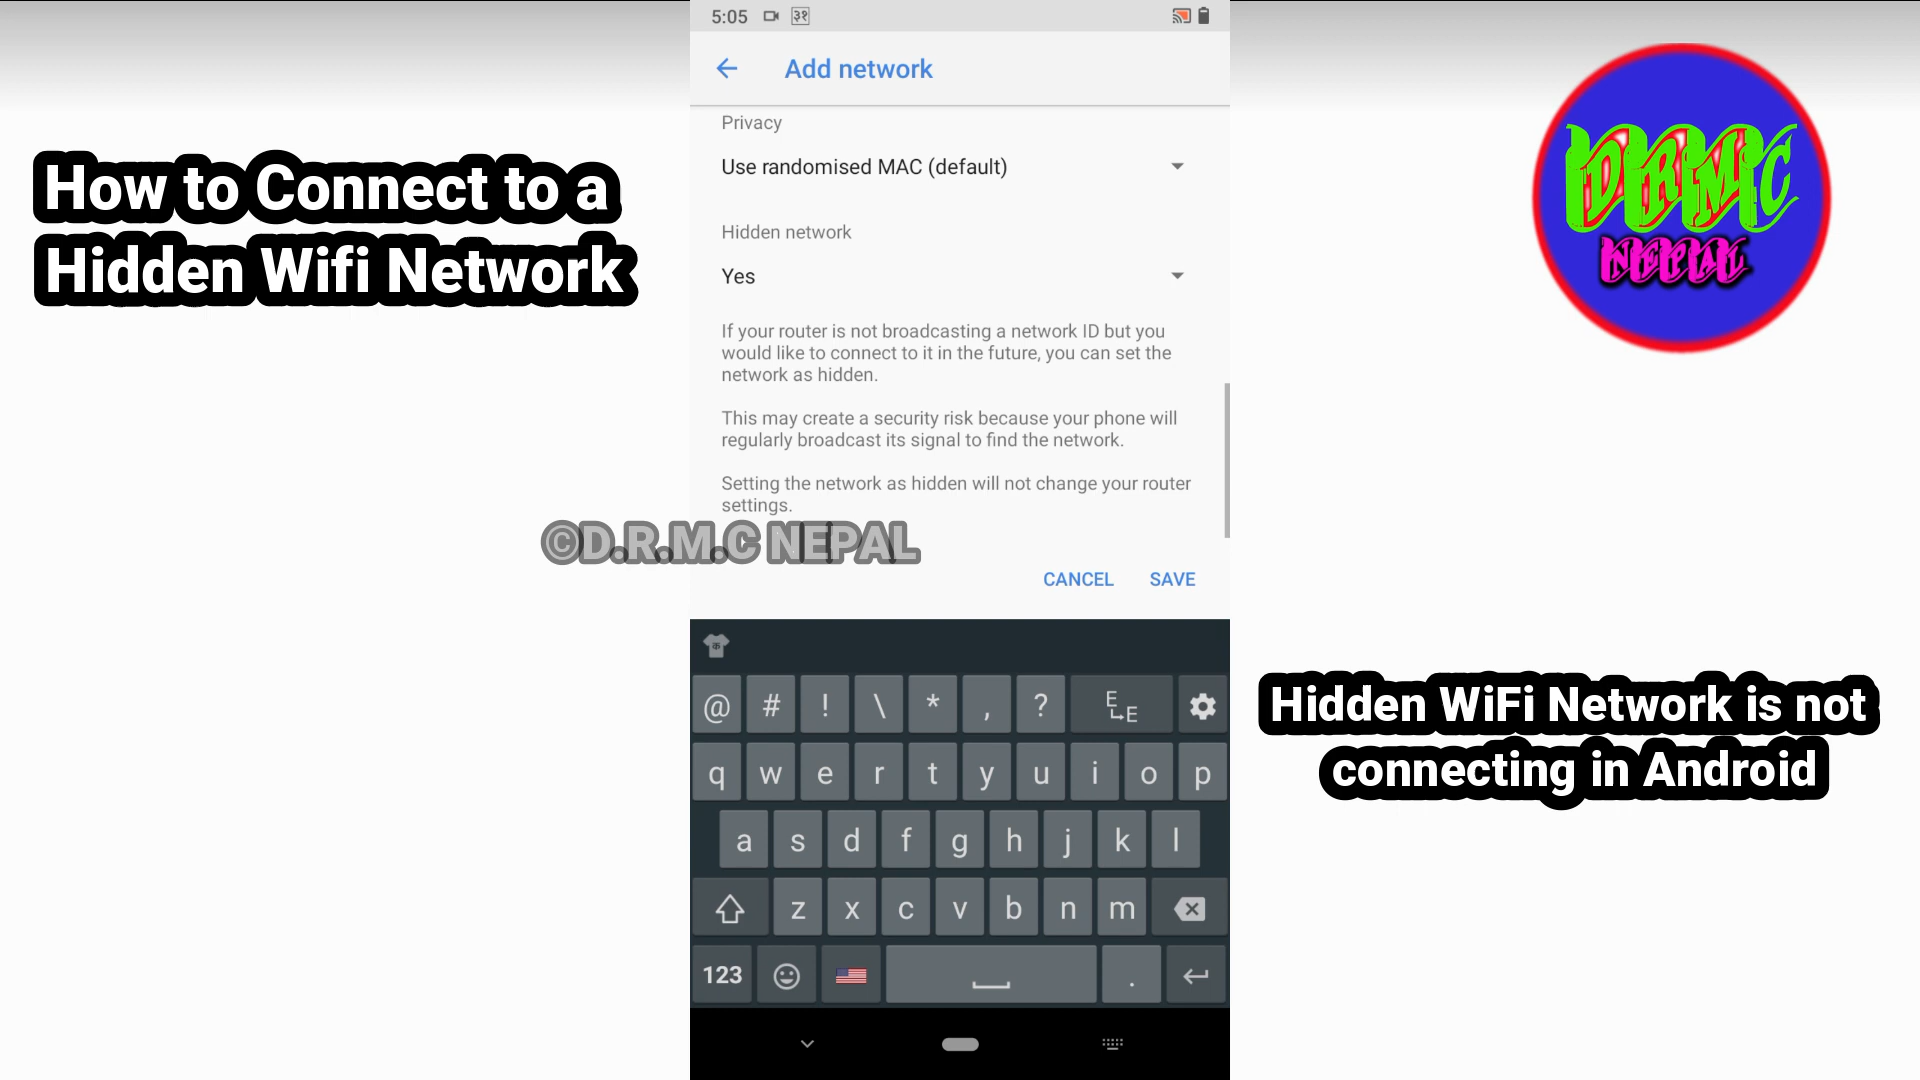 How to Connect to a
Hidden Wifi Network
5:05 ३१
Add network
Privacy
Use randomised MAC (default)
Hidden network
Yes
If your router is not broadcasting a network ID but you
would like to connect to it in the future, you can set the
network as hidden.
This may create a security risk because your phone will
regularly broadcast its signal to find the network.
Setting the network as hidden will not change your router
settings.
©D.R.M.C NEPAL
CANCEL SAVE
क
@ # ! \ * , ? E E
q w e r t y u i o p
a s d f g h j k l
z x c v b n m
123 .
DRMC
NEPAL
Hidden WiFi Network is not
connecting in Android